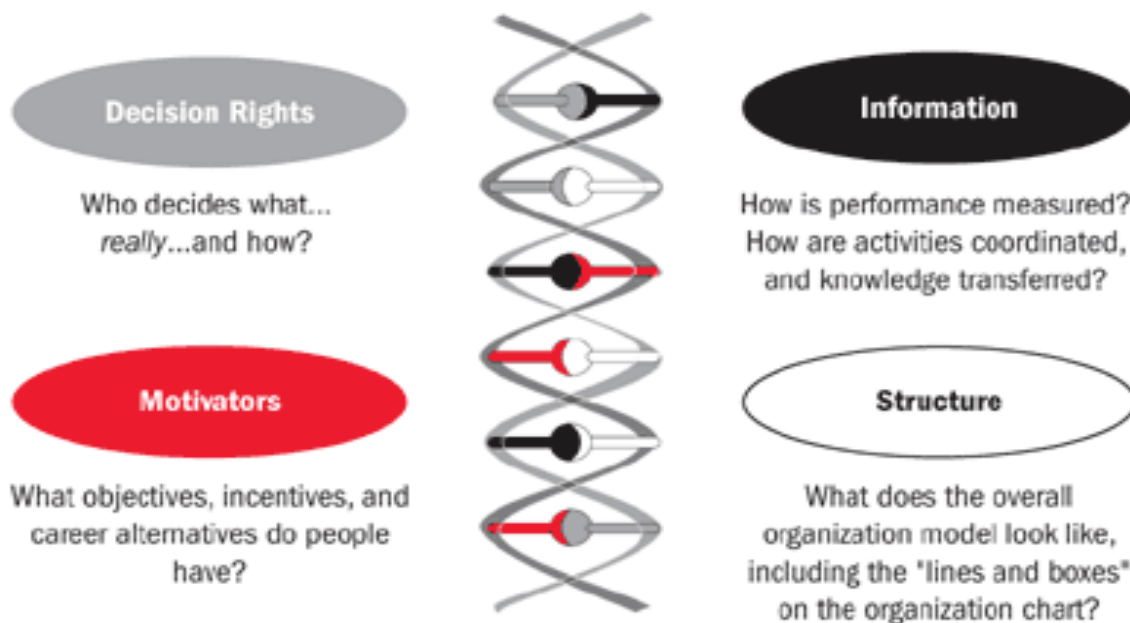 Decision Rights
Who decides what...
really...and how?
Information
How is performance measured?
How are activities coordinated,
and knowledge transferred?
Motivators
What objectives, incentives, and
career alternatives do people
have?
Structure
What does the overall
organization model look like,
including the "lines and boxes"
on the organization chart?